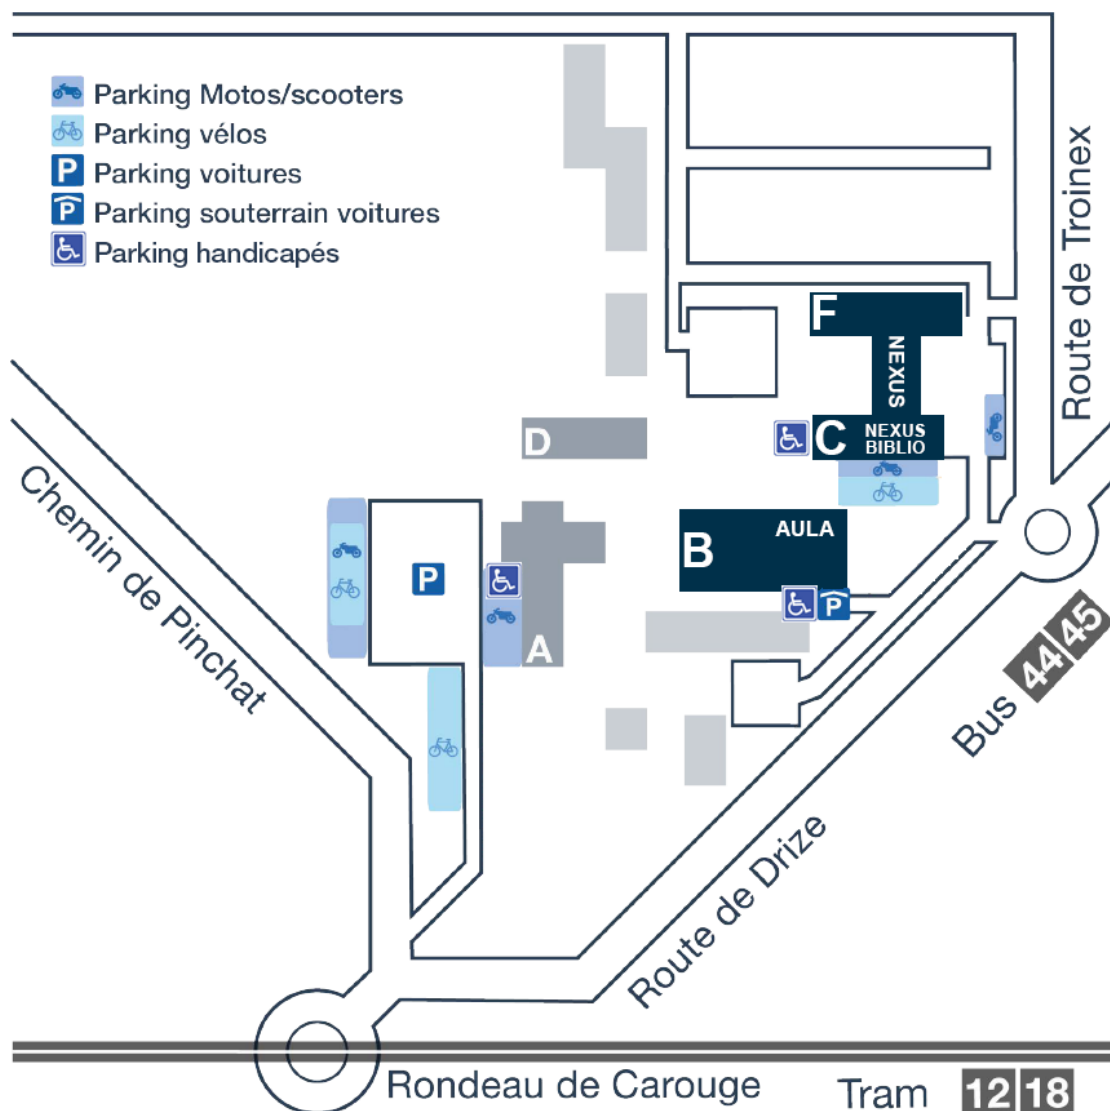 Parking Motos/scooters
Parking vélos
P Parking voitures
P Parking souterrain voitures
Parking handicapés
Route de Troinex
F
NEXUS
C
NEXUS
BIBLIO
D
B
AULA
P
P
A
Chemin de Pinchat
Bus 44 45
Route de Drize
Rondeau de Carouge
Tram 12 18